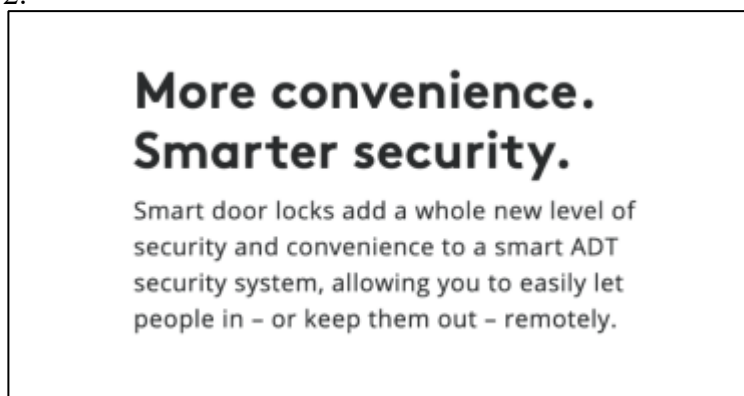 2.
More convenience.
Smarter security.
Smart door locks add a whole new level of
security and convenience to a smart ADT
security system, allowing you to easily let
people in – or keep them out – remotely.